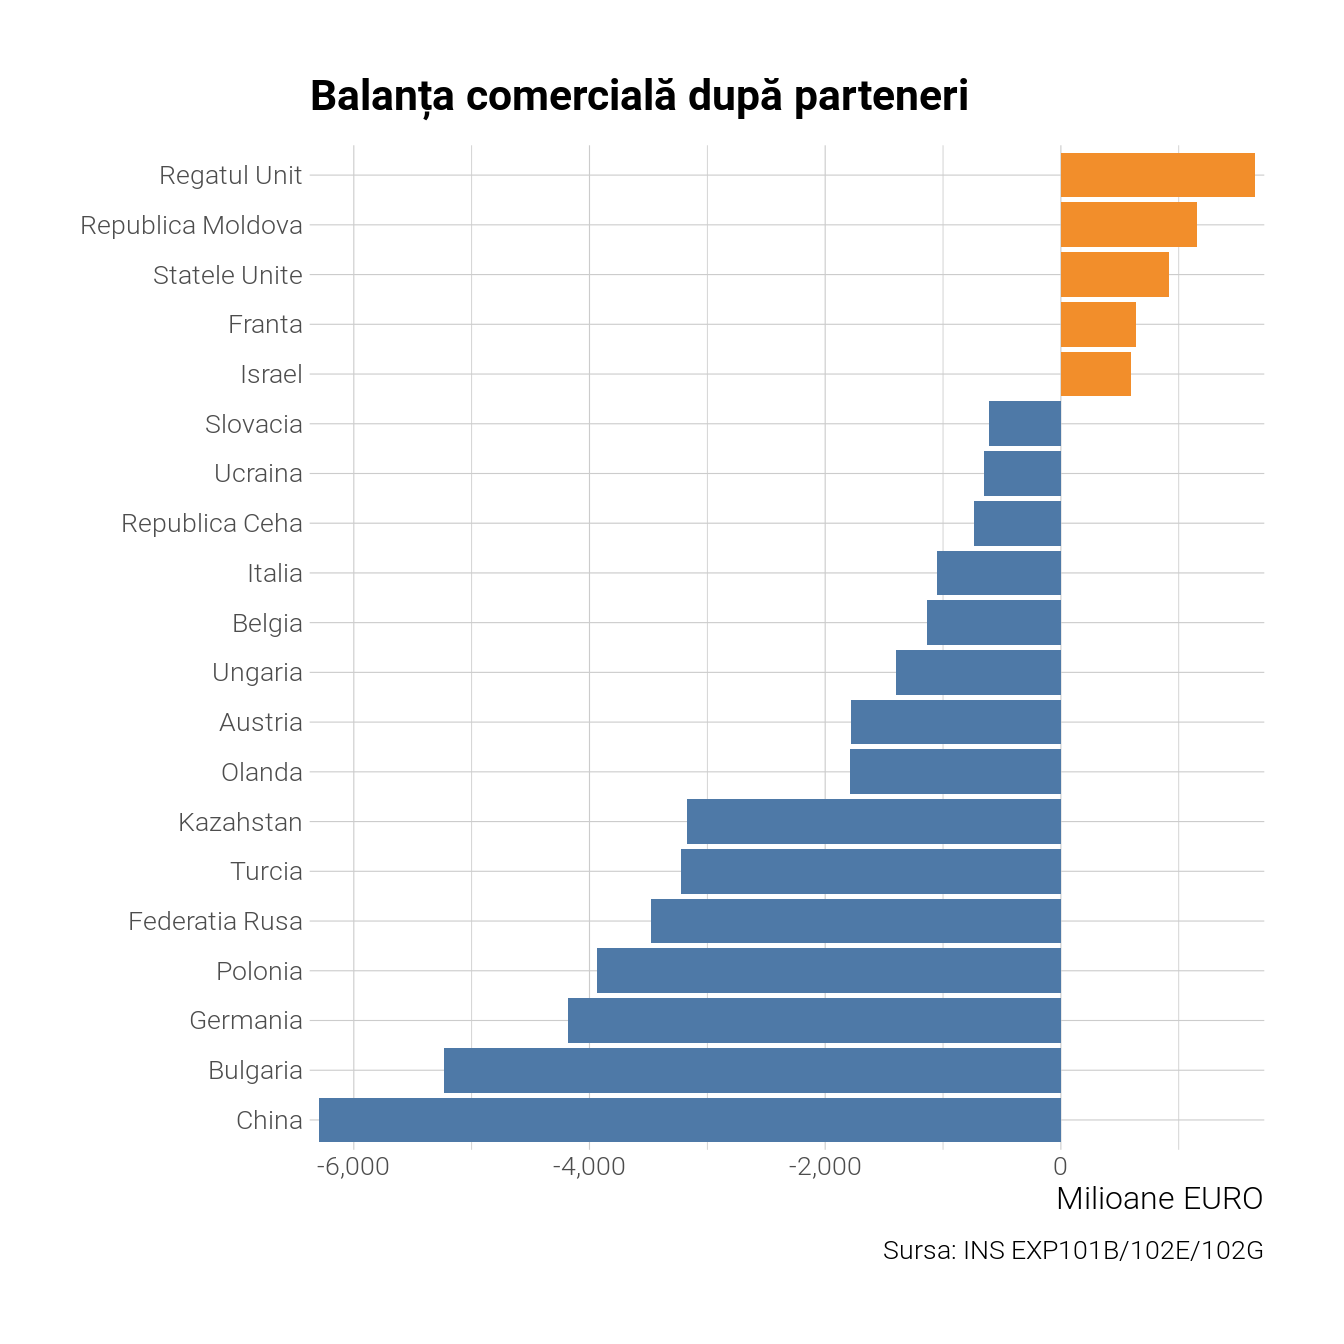 Balanța comercială după parteneri
Regatul Unit
Republica Moldova
Statele Unite
Franta
Israel
Slovacia
Ucraina
Republica Ceha
Italia
Belgia
Ungaria
Austria
Olanda
Kazahstan
Turcia
Federatia Rusa
Polonia
Germania
Bulgaria
China
-6,000 -4,000 -2,000 0
Milioane EURO
Sursa: INS EXP101B/102E/102G